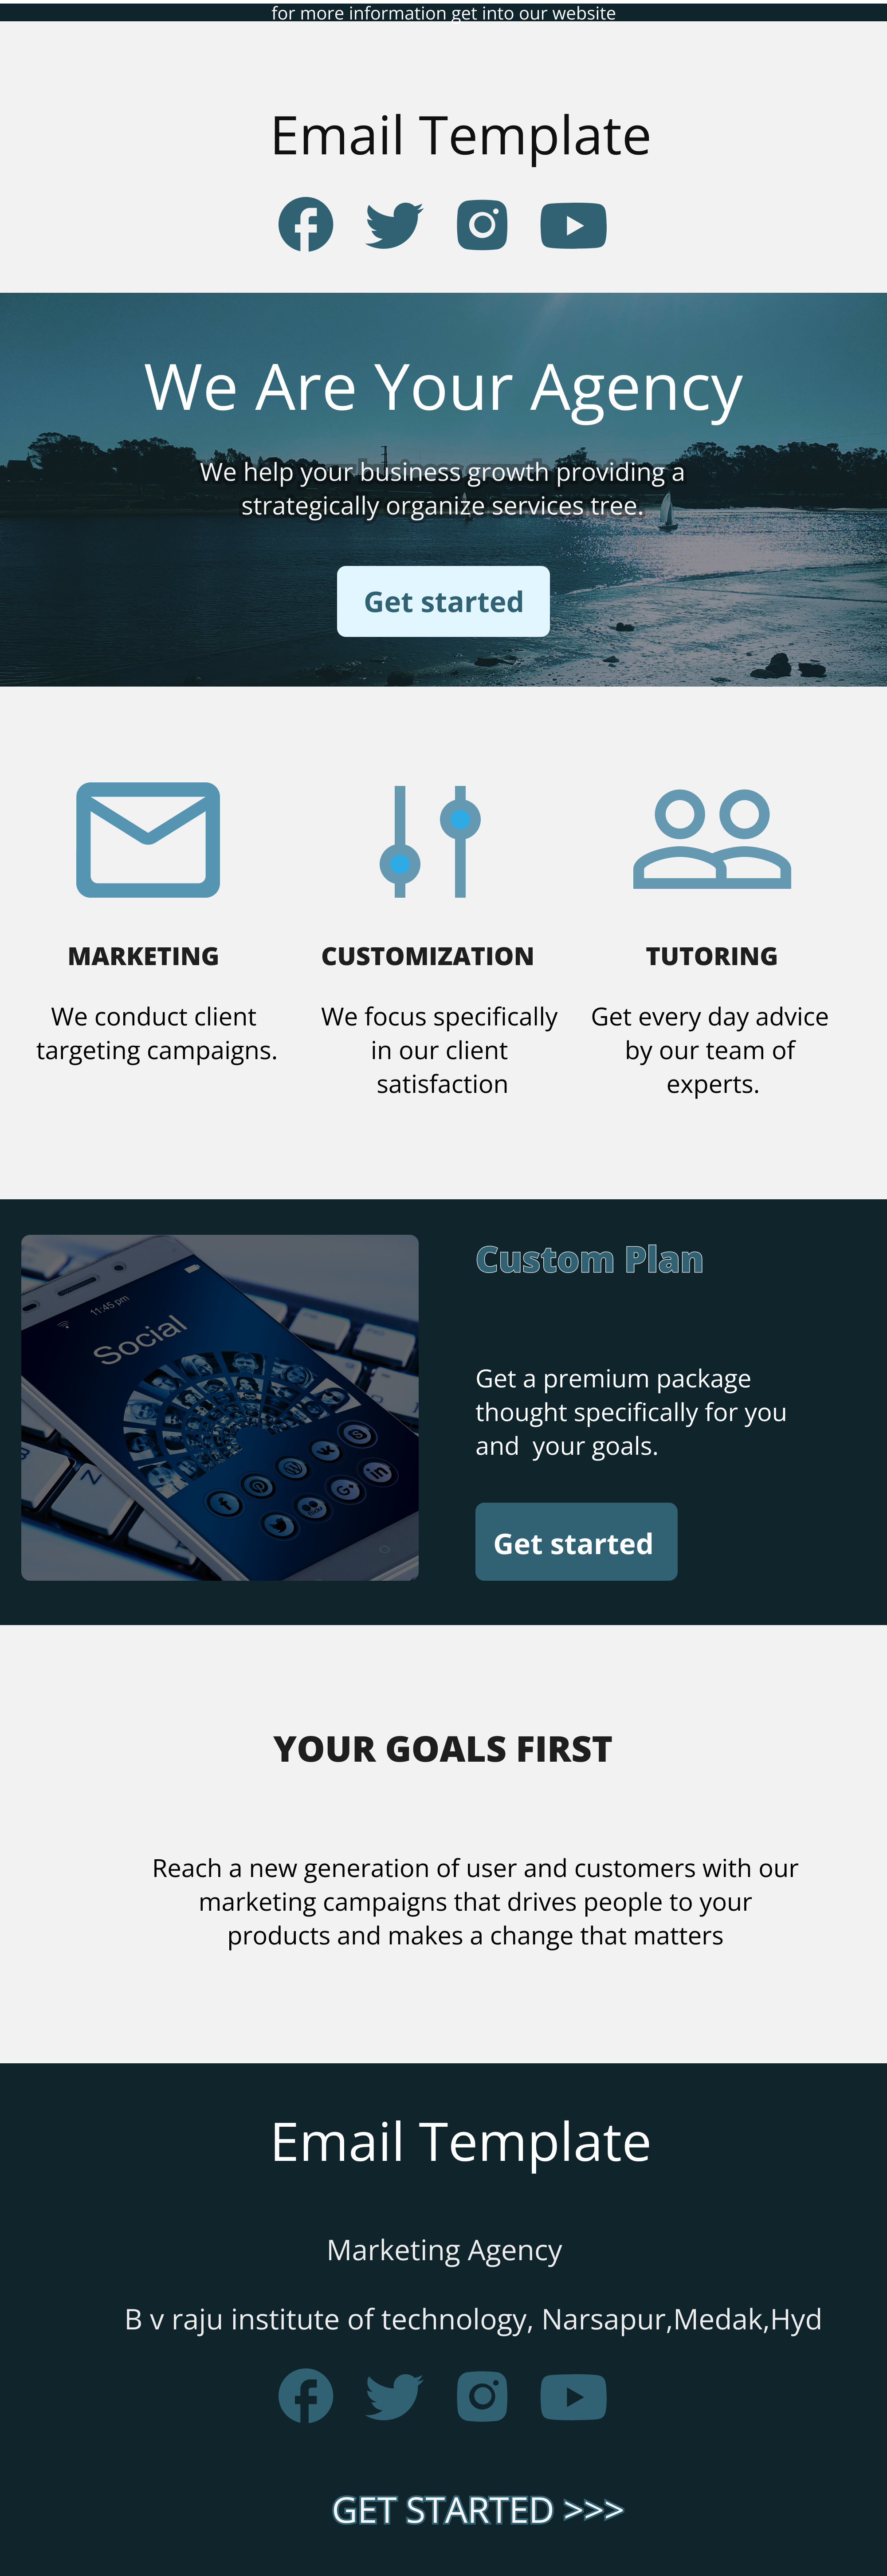 for more information get into our website
Email Template
We Are Your Agency
We help your business growth providing a
strategically organize services tree.
Get started
MARKETING
We conduct client
targeting campaigns.
CUSTOMIZATION
We focus specifically
in our client
satisfaction
TUTORING
Get every day advice
by our team of
experts.
11:45 pm
Social
N
Custom Plan
Get a premium package
thought specifically for you
and  your goals.
Get started
YOUR GOALS FIRST
Reach a new generation of user and customers with our
marketing campaigns that drives people to your
products and makes a change that matters
Email Template
Marketing Agency
B v raju institute of technology, Narsapur,Medak,Hyd
GET STARTED >>>